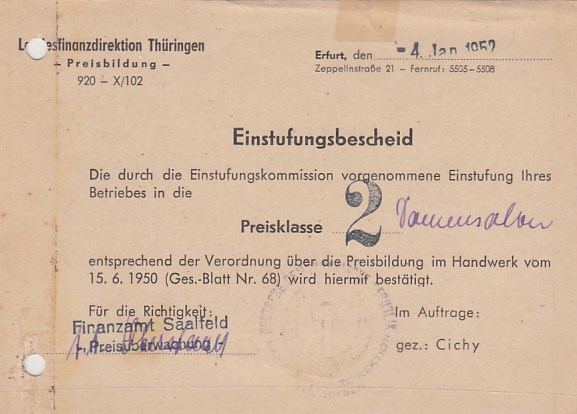 Landesfinanzdirektion Thüringen
– Preisbildung –
920 – X/102
Erfurt, den – 4. Jan. 1952
Zeppelinstraße 21 – Fernruf: 5505–5508
Einstufungsbescheid
Die durch die Einstufungskommission vorgenommene Einstufung Ihres
Betriebes in die
Preisklasse 2 Damensalon
entsprechend der Verordnung über die Preisbildung im Handwerk vom
15. 6. 1950 (Ges.-Blatt Nr. 68) wird hiermit bestätigt.
Für die Richtigkeit:
Finanzamt Saalfeld
- Preisüberwachung -
Im Auftrage:
gez.: Cichy